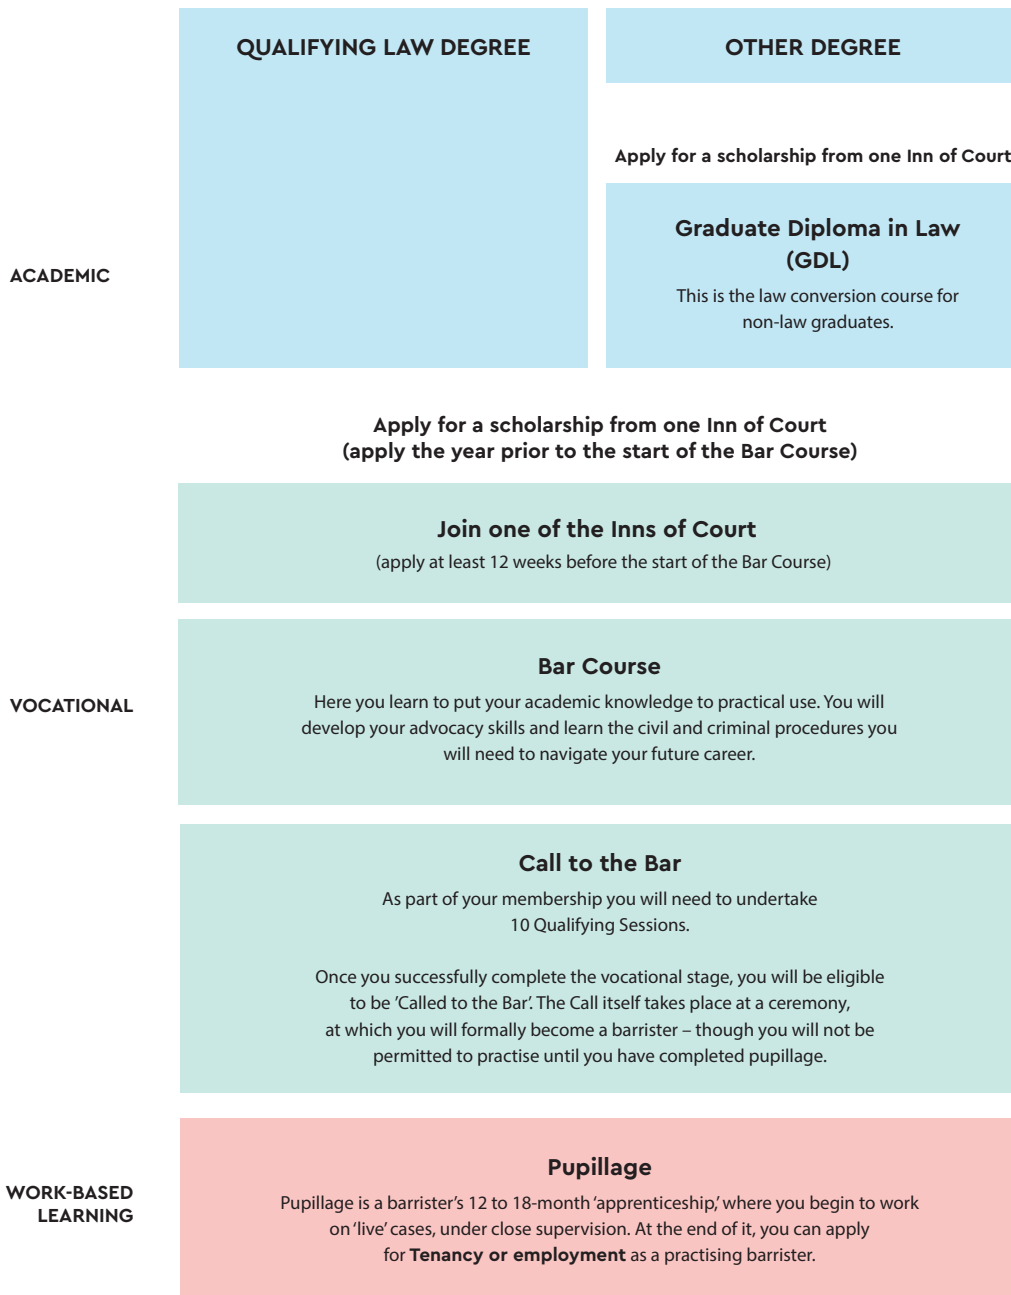 QUALIFYING LAW DEGREE
OTHER DEGREE
Apply for a scholarship from one Inn of Court
Graduate Diploma in Law
(GDL)
This is the law conversion course for
non-law graduates.
ACADEMIC
Apply for a scholarship from one Inn of Court
(apply the year prior to the start of the Bar Course)
Join one of the Inns of Court
(apply at least 12 weeks before the start of the Bar Course)
VOCATIONAL
Bar Course
Here you learn to put your academic knowledge to practical use. You will
develop your advocacy skills and learn the civil and criminal procedures you
will need to navigate your future career.
Call to the Bar
As part of your membership you will need to undertake
10 Qualifying Sessions.
Once you successfully complete the vocational stage, you will be eligible
to be ’Called to the Bar’. The Call itself takes place at a ceremony,
at which you will formally become a barrister – though you will not be
permitted to practise until you have completed pupillage.
WORK-BASED
LEARNING
Pupillage
Pupillage is a barrister’s 12 to 18-month ‘apprenticeship,’ where you begin to work
on ‘live’ cases, under close supervision. At the end of it, you can apply
for Tenancy or employment as a practising barrister.